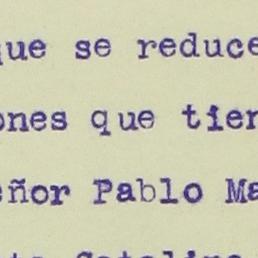 que se reduce
ones que tien
eñor Pablo Ma